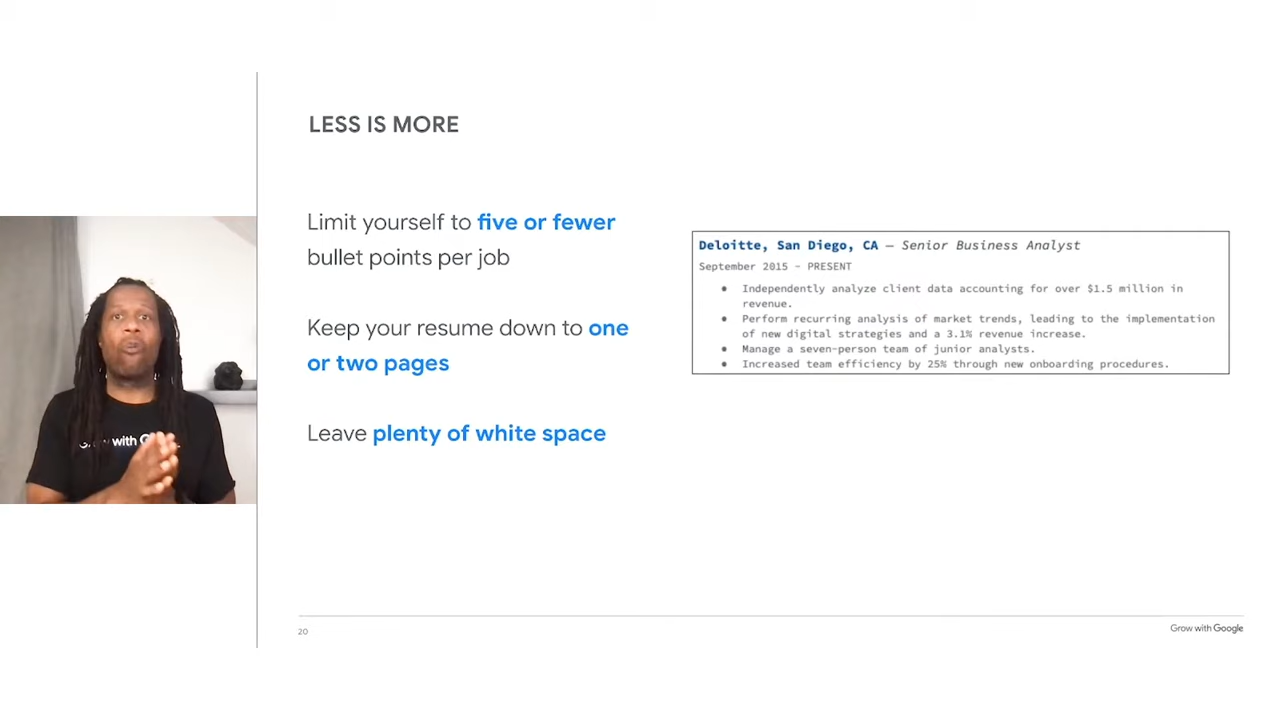 LESS IS MORE
Limit yourself to five or fewer
bullet points per job
Keep your resume down to one
or two pages
Leave plenty of white space
Deloitte, San Diego, CA — Senior Business Analyst
September 2015 - PRESENT
● Independently analyze client data accounting for over $1.5 million in
revenue.
● Perform recurring analysis of market trends, leading to the implementation
of new digital strategies and a 3.1% revenue increase.
● Manage a seven-person team of junior analysts.
● Increased team efficiency by 25% through new onboarding procedures.
with
20
Grow with Google